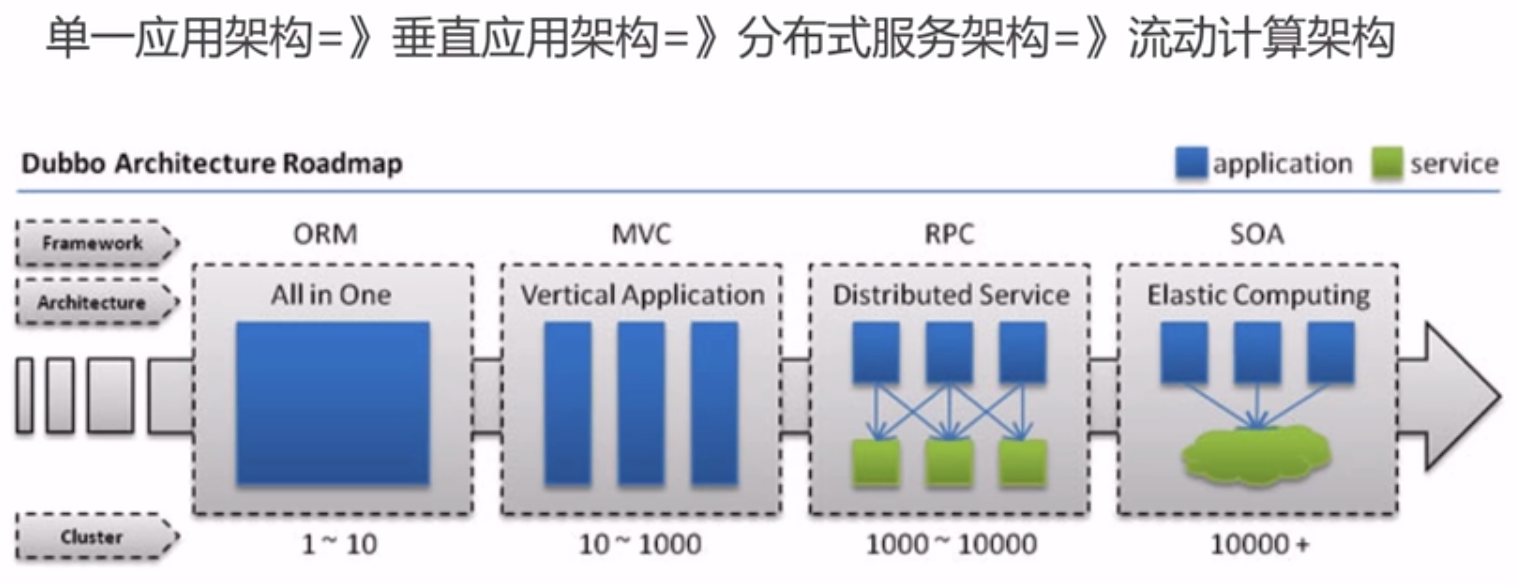 单一应用架构=》垂直应用架构=》分布式服务架构=》流动计算架构
Dubbo Architecture Roadmap
application service
Framework ORM MVC RPC SOA
Architecture All in One Vertical Application Distributed Service Elastic Computing
Cluster 1 ~ 10 10 ~ 1000 1000 ~ 10000 10000 +